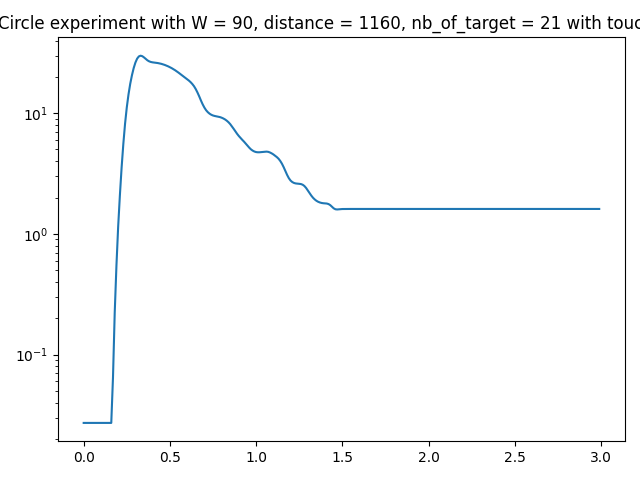 Circle experiment with W = 90, distance = 1160, nb_of_target = 21 with touc
10¹
10⁰
10⁻¹
0.0 0.5 1.0 1.5 2.0 2.5 3.0